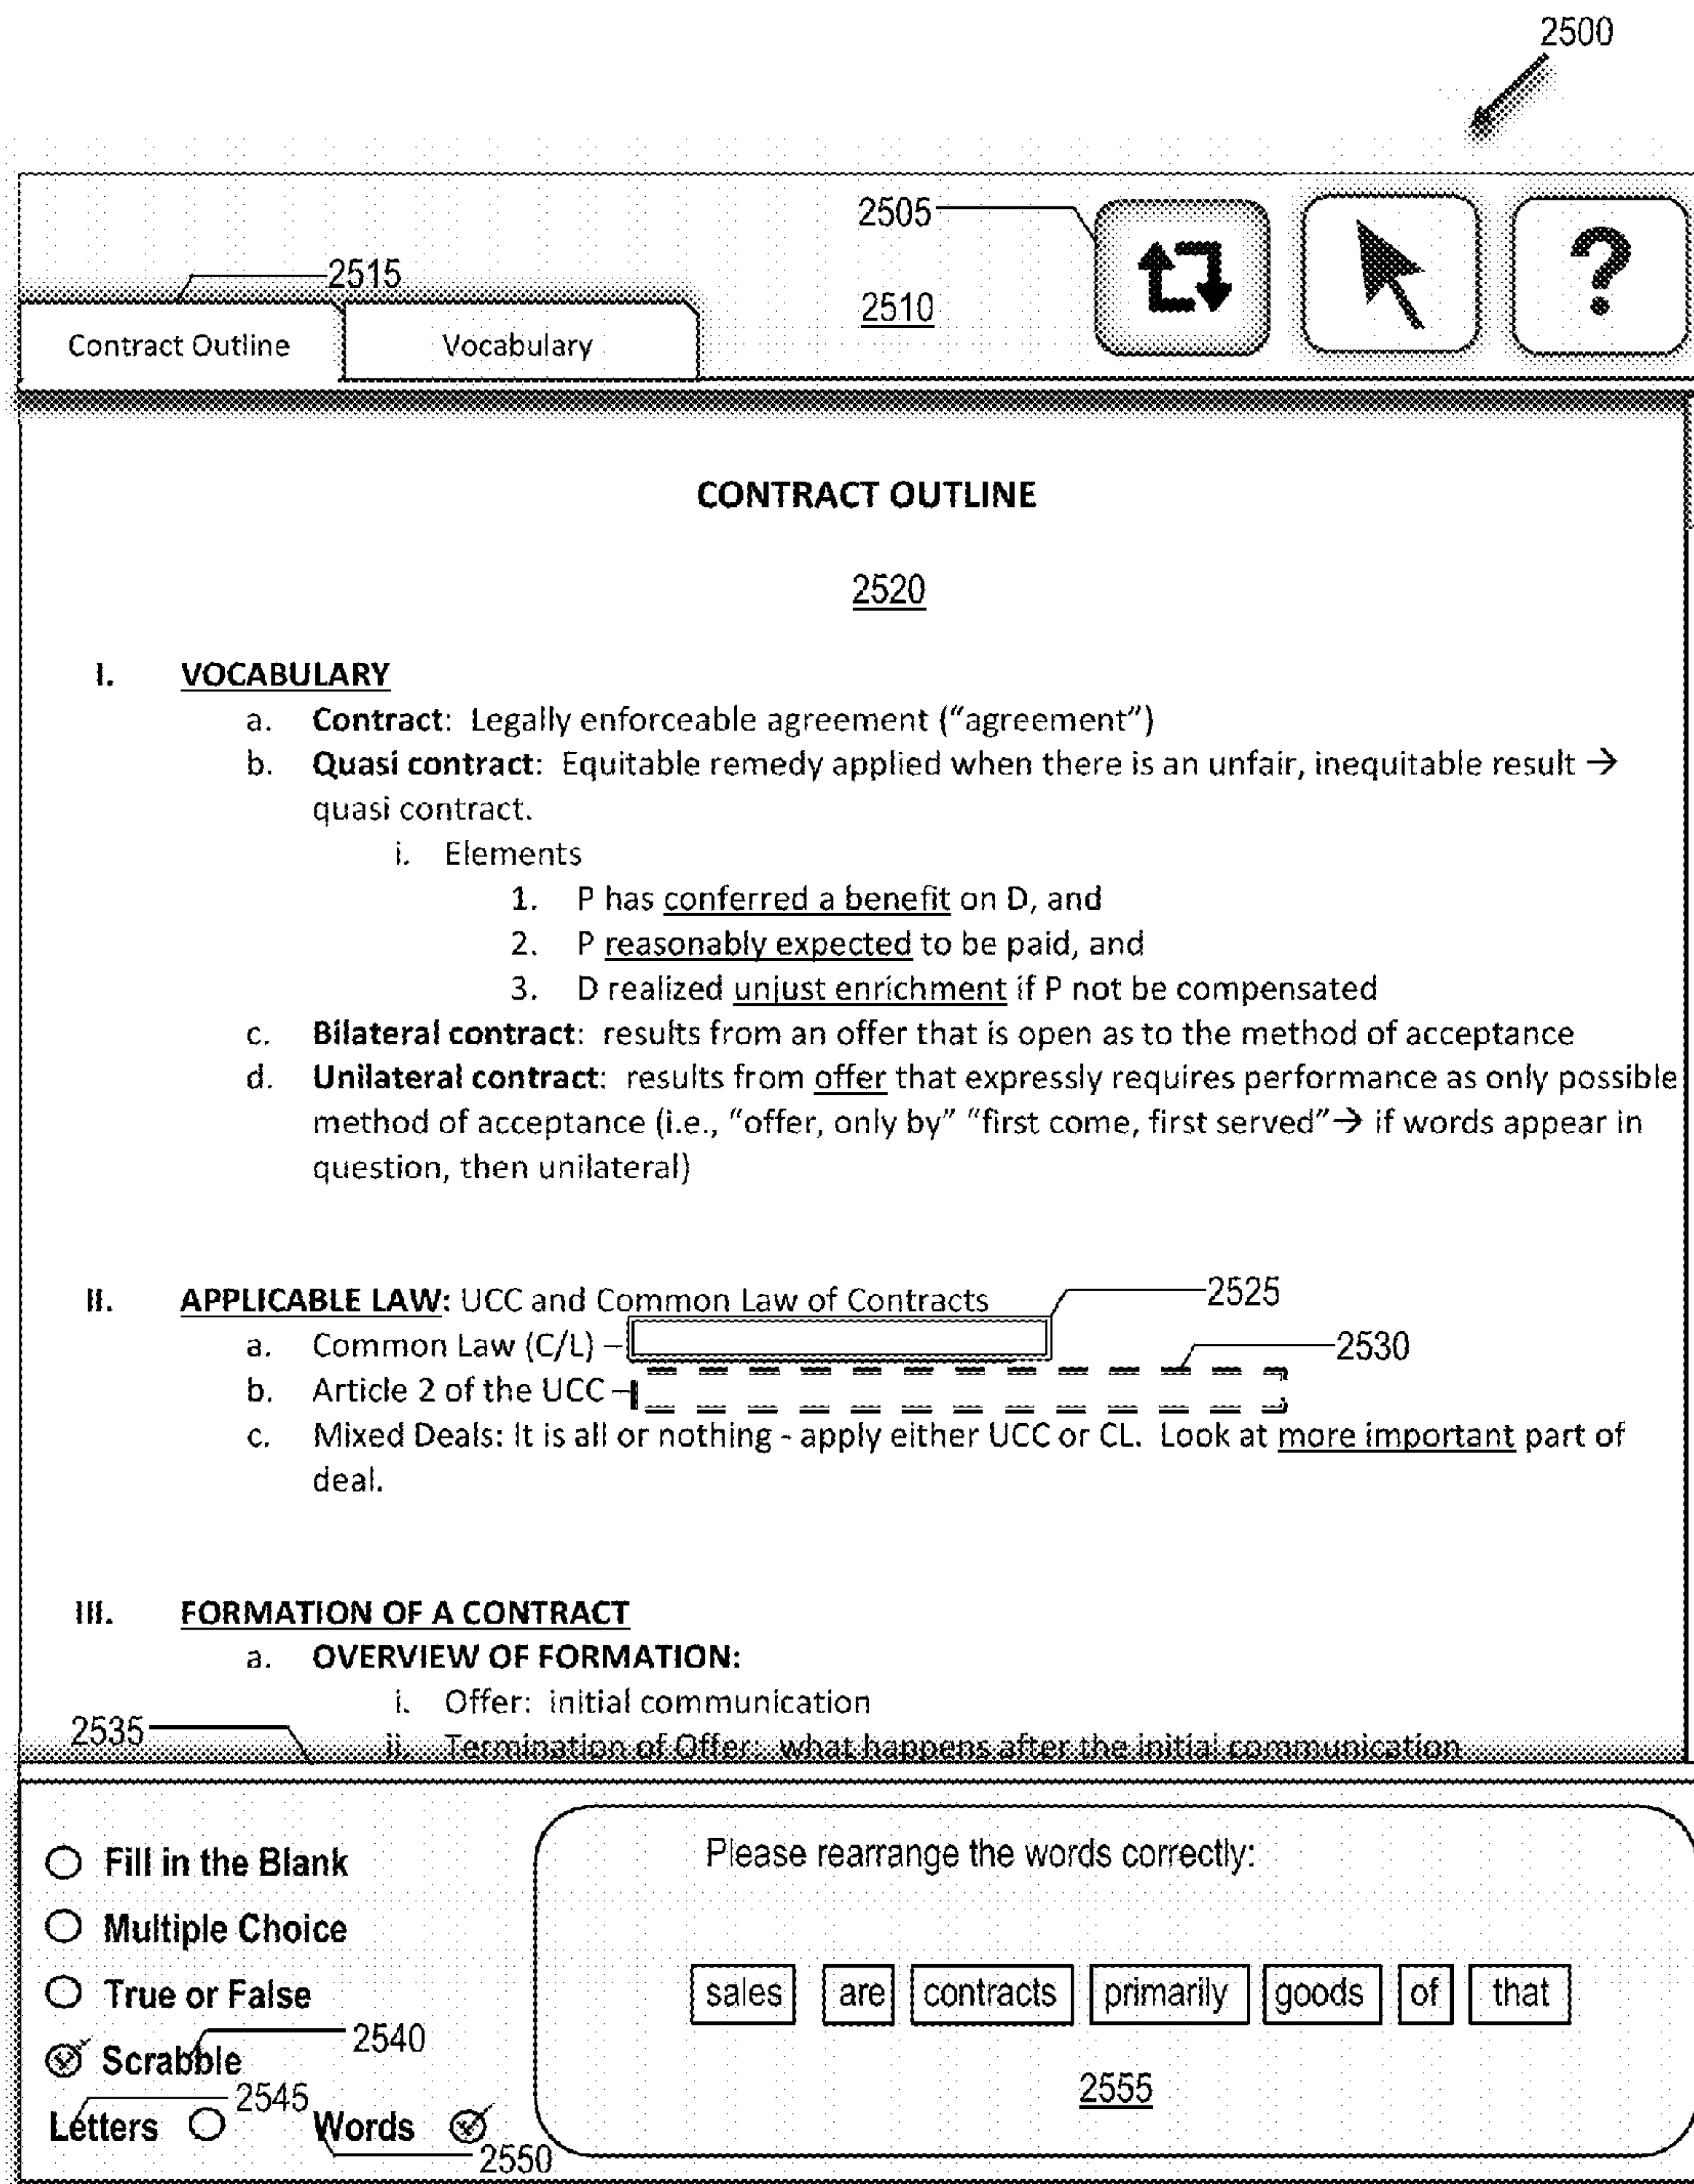 2500
2505
2515
2510
?
Contract Outline
Vocabulary
CONTRACT OUTLINE
2520
I. VOCABULARY
a. Contract: Legally enforceable agreement (“agreement”)
b. Quasi contract: Equitable remedy applied when there is an unfair, inequitable result →
quasi contract.
i. Elements
1. P has conferred a benefit on D, and
2. P reasonably expected to be paid, and
3. D realized unjust enrichment if P not be compensated
c. Bilateral contract: results from an offer that is open as to the method of acceptance
d. Unilateral contract: results from offer that expressly requires performance as only possible
method of acceptance (i.e., “offer, only by” “first come, first served”→ if words appear in
question, then unilateral)
II. APPLICABLE LAW: UCC and Common Law of Contracts
2525
a. Common Law (C/L) –
2530
b. Article 2 of the UCC –
c. Mixed Deals: It is all or nothing - apply either UCC or CL. Look at more important part of
deal.
III. FORMATION OF A CONTRACT
a. OVERVIEW OF FORMATION:
i. Offer: initial communication
2535
ii. Termination of Offer: what happens after the initial communication
Fill in the Blank
Multiple Choice
True or False
Scrabble
2540
2545
Letters
Words
2550
Please rearrange the words correctly:
sales are contracts primarily goods of that
2555